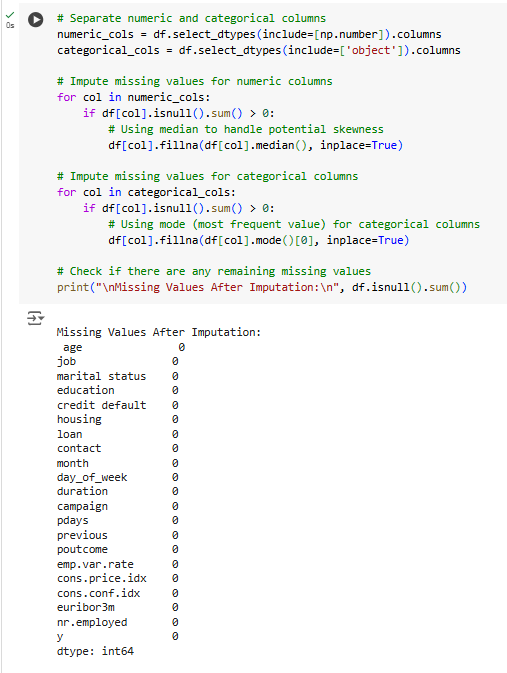 0s
# Separate numeric and categorical columns
numeric_cols = df.select_dtypes(include=[np.number]).columns
categorical_cols = df.select_dtypes(include=['object']).columns
# Impute missing values for numeric columns
for col in numeric_cols:
    if df[col].isnull().sum() > 0:
        # Using median to handle potential skewness
        df[col].fillna(df[col].median(), inplace=True)
# Impute missing values for categorical columns
for col in categorical_cols:
    if df[col].isnull().sum() > 0:
        # Using mode (most frequent value) for categorical columns
        df[col].fillna(df[col].mode()[0], inplace=True)
# Check if there are any remaining missing values
print("\nMissing Values After Imputation:\n", df.isnull().sum())
Missing Values After Imputation:
 age 0
job 0
marital status 0
education 0
credit default 0
housing 0
loan 0
contact 0
month 0
day_of_week 0
duration 0
campaign 0
pdays 0
previous 0
poutcome 0
emp.var.rate 0
cons.price.idx 0
cons.conf.idx 0
euribor3m 0
nr.employed 0
y 0
dtype: int64